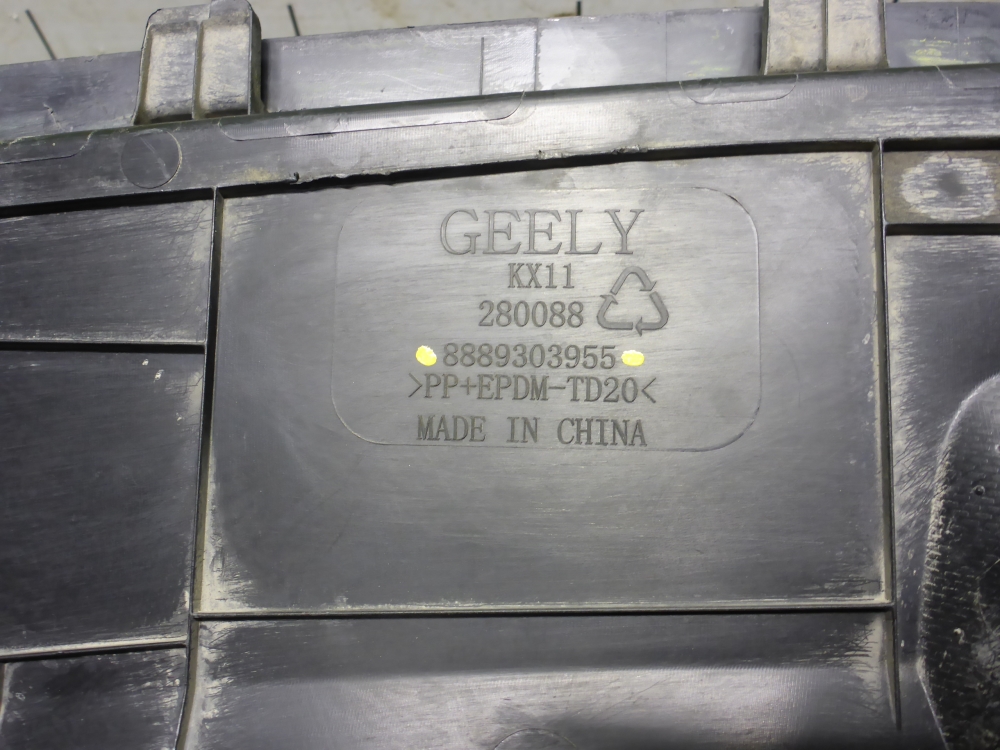 GEELY
KX11
280088
8889303955
>PP+EPDM-TD20<
MADE IN CHINA